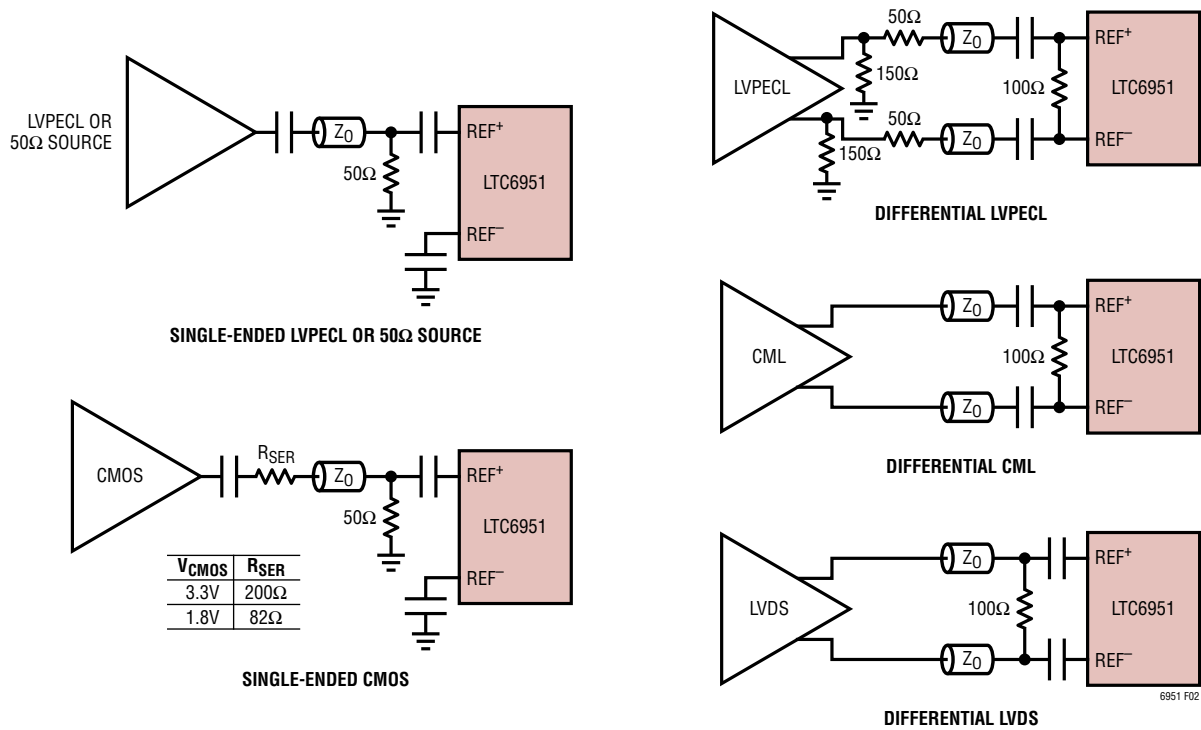 LVPECL OR
50Ω SOURCE
Z0
50Ω
REF+
LTC6951
REF−
SINGLE-ENDED LVPECL OR 50Ω SOURCE
CMOS
RSER
Z0
50Ω
REF+
LTC6951
REF−
VCMOS RSER
3.3V 200Ω
1.8V 82Ω
SINGLE-ENDED CMOS
LVPECL
50Ω
Z0
150Ω
50Ω
Z0
150Ω
100Ω
REF+
LTC6951
REF−
DIFFERENTIAL LVPECL
CML
Z0
Z0
100Ω
REF+
LTC6951
REF−
DIFFERENTIAL CML
LVDS
Z0
Z0
100Ω
REF+
LTC6951
REF−
6951 F02
DIFFERENTIAL LVDS